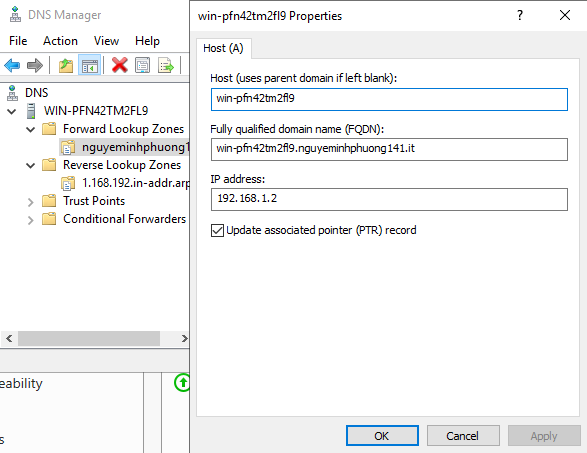 DNS Manager
File Action View Help
DNS
WIN-PFN42TM2FL9
Forward Lookup Zones
nguyeminhphuong1
Reverse Lookup Zones
1.168.192.in-addr.arp
Trust Points
Conditional Forwarders
eability
s
win-pfn42tm2fl9 Properties
Host (A)
Host (uses parent domain if left blank):
win-pfn42tm2fl9
Fully qualified domain name (FQDN):
win-pfn42tm2fl9.nguyeminhphuong141.it
IP address:
192.168.1.2
Update associated pointer (PTR) record
OK Cancel Apply